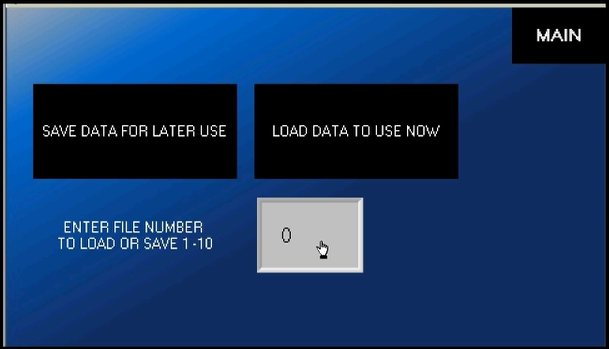 MAIN
SAVE DATA FOR LATER USE
LOAD DATA TO USE NOW
ENTER FILE NUMBER
TO LOAD OR SAVE 1-10
0